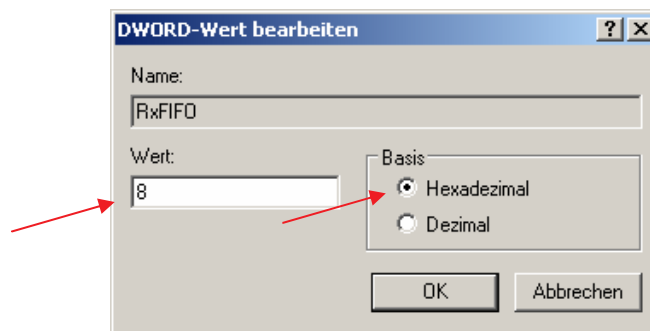 DWORD-Wert bearbeiten
Name:
RxFIFO
Wert:
8
Basis
Hexadezimal
Dezimal
OK
Abbrechen